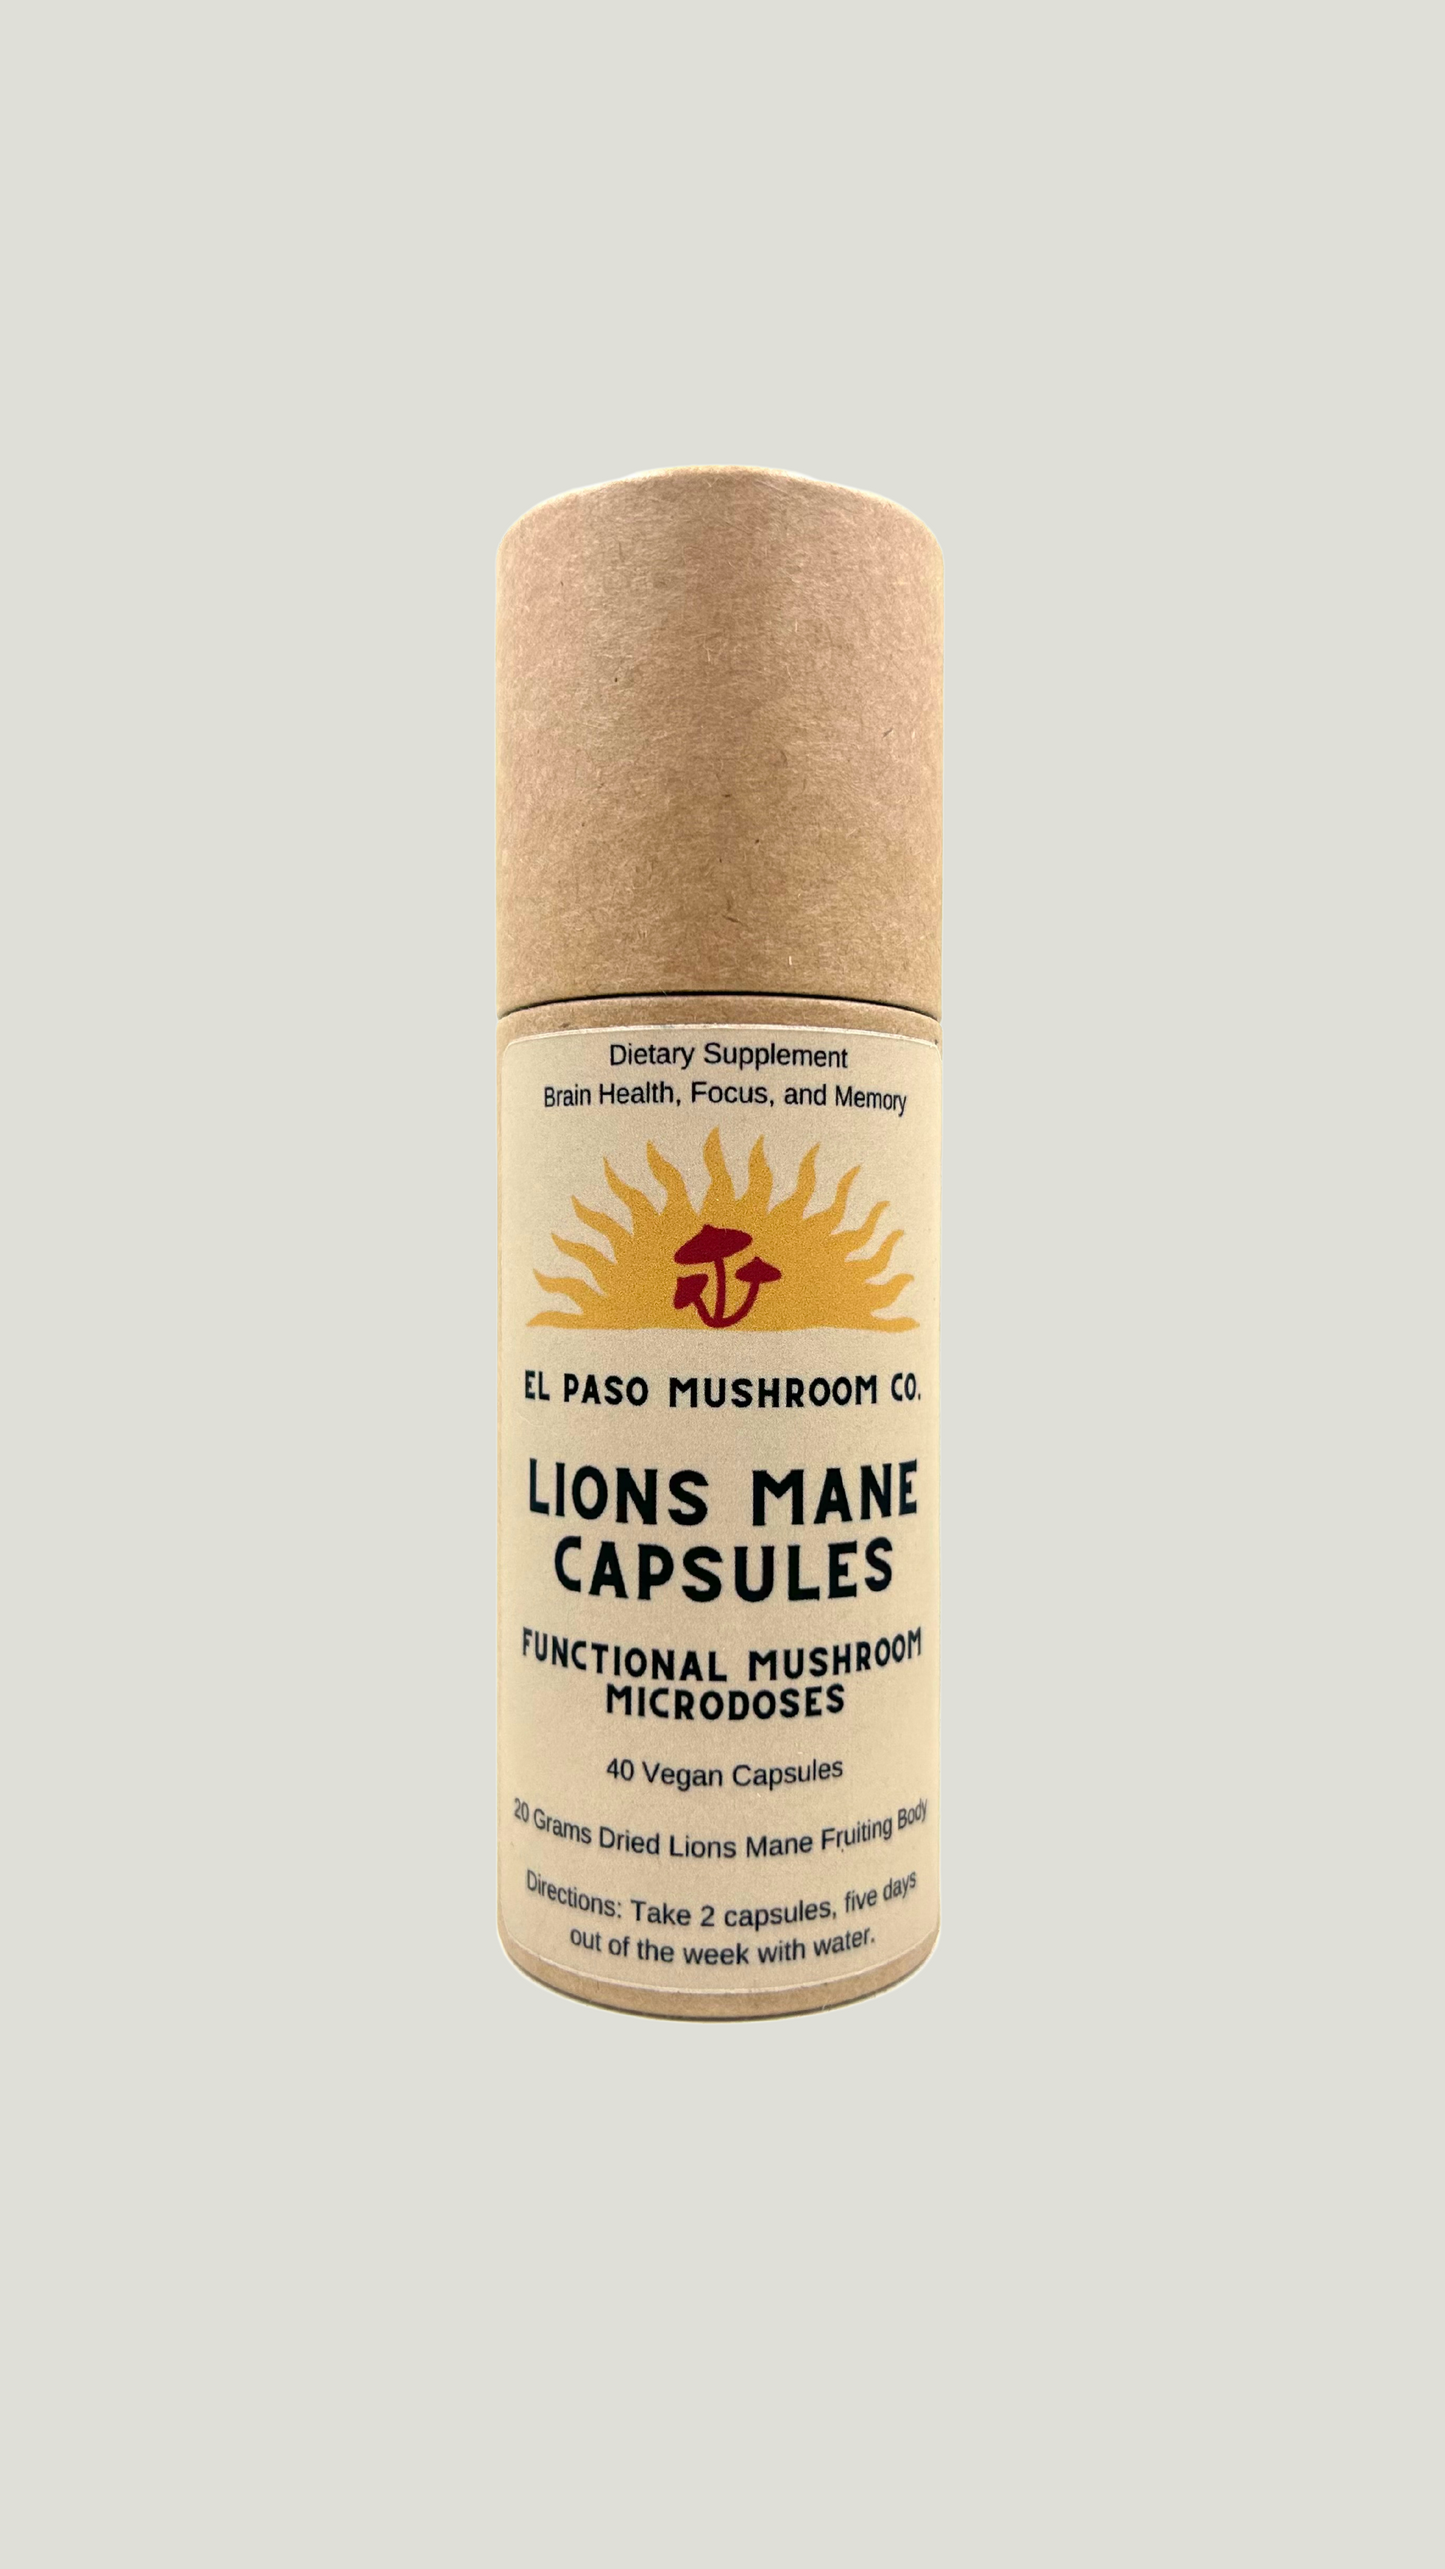 Dietary Supplement
Brain Health, Focus, and Memory
EL PASO MUSHROOM CO.
LIONS MANE
CAPSULES
FUNCTIONAL MUSHROOM
MICRODOSES
40 Vegan Capsules
20 Grams Dried Lions Mane Fruiting Body
Directions: Take 2 capsules, five days
out of the week with water.